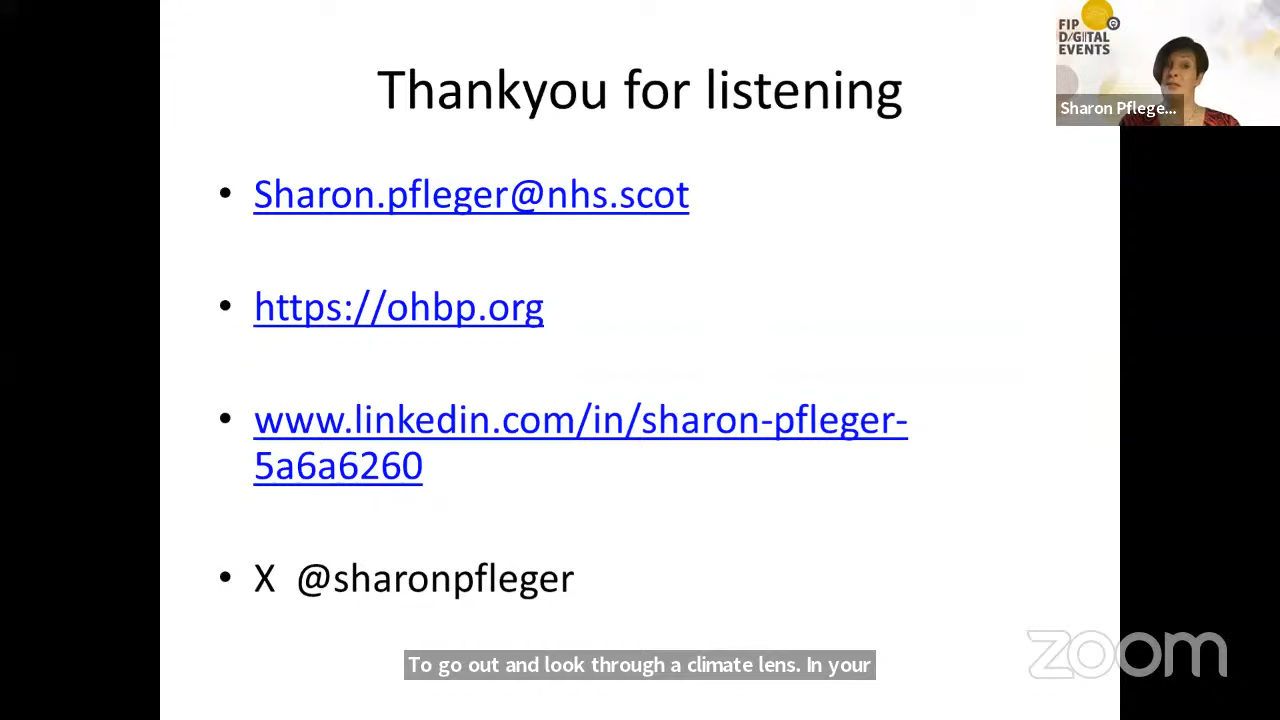 Thankyou for listening
FIP
DIGITAL
EVENTS
Sharon Pflege...
• Sharon.pfleger@nhs.scot
• https://ohbp.org
• www.linkedin.com/in/sharon-pfleger-
5a6a6260
• X @sharonpfleger
To go out and look through a climate lens. In your
zoom